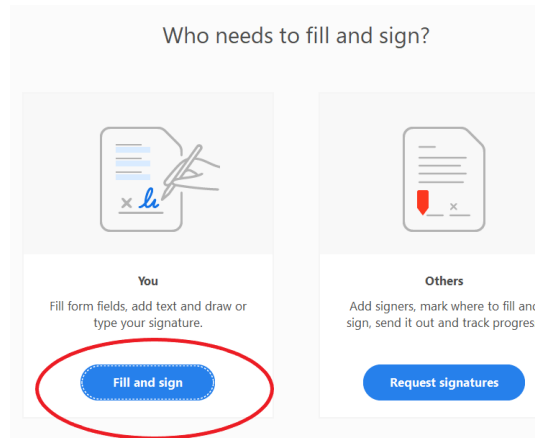 Who needs to fill and sign?
You
Fill form fields, add text and draw or
type your signature.
Fill and sign
Others
Add signers, mark where to fill and
sign, send it out and track progres
Request signatures